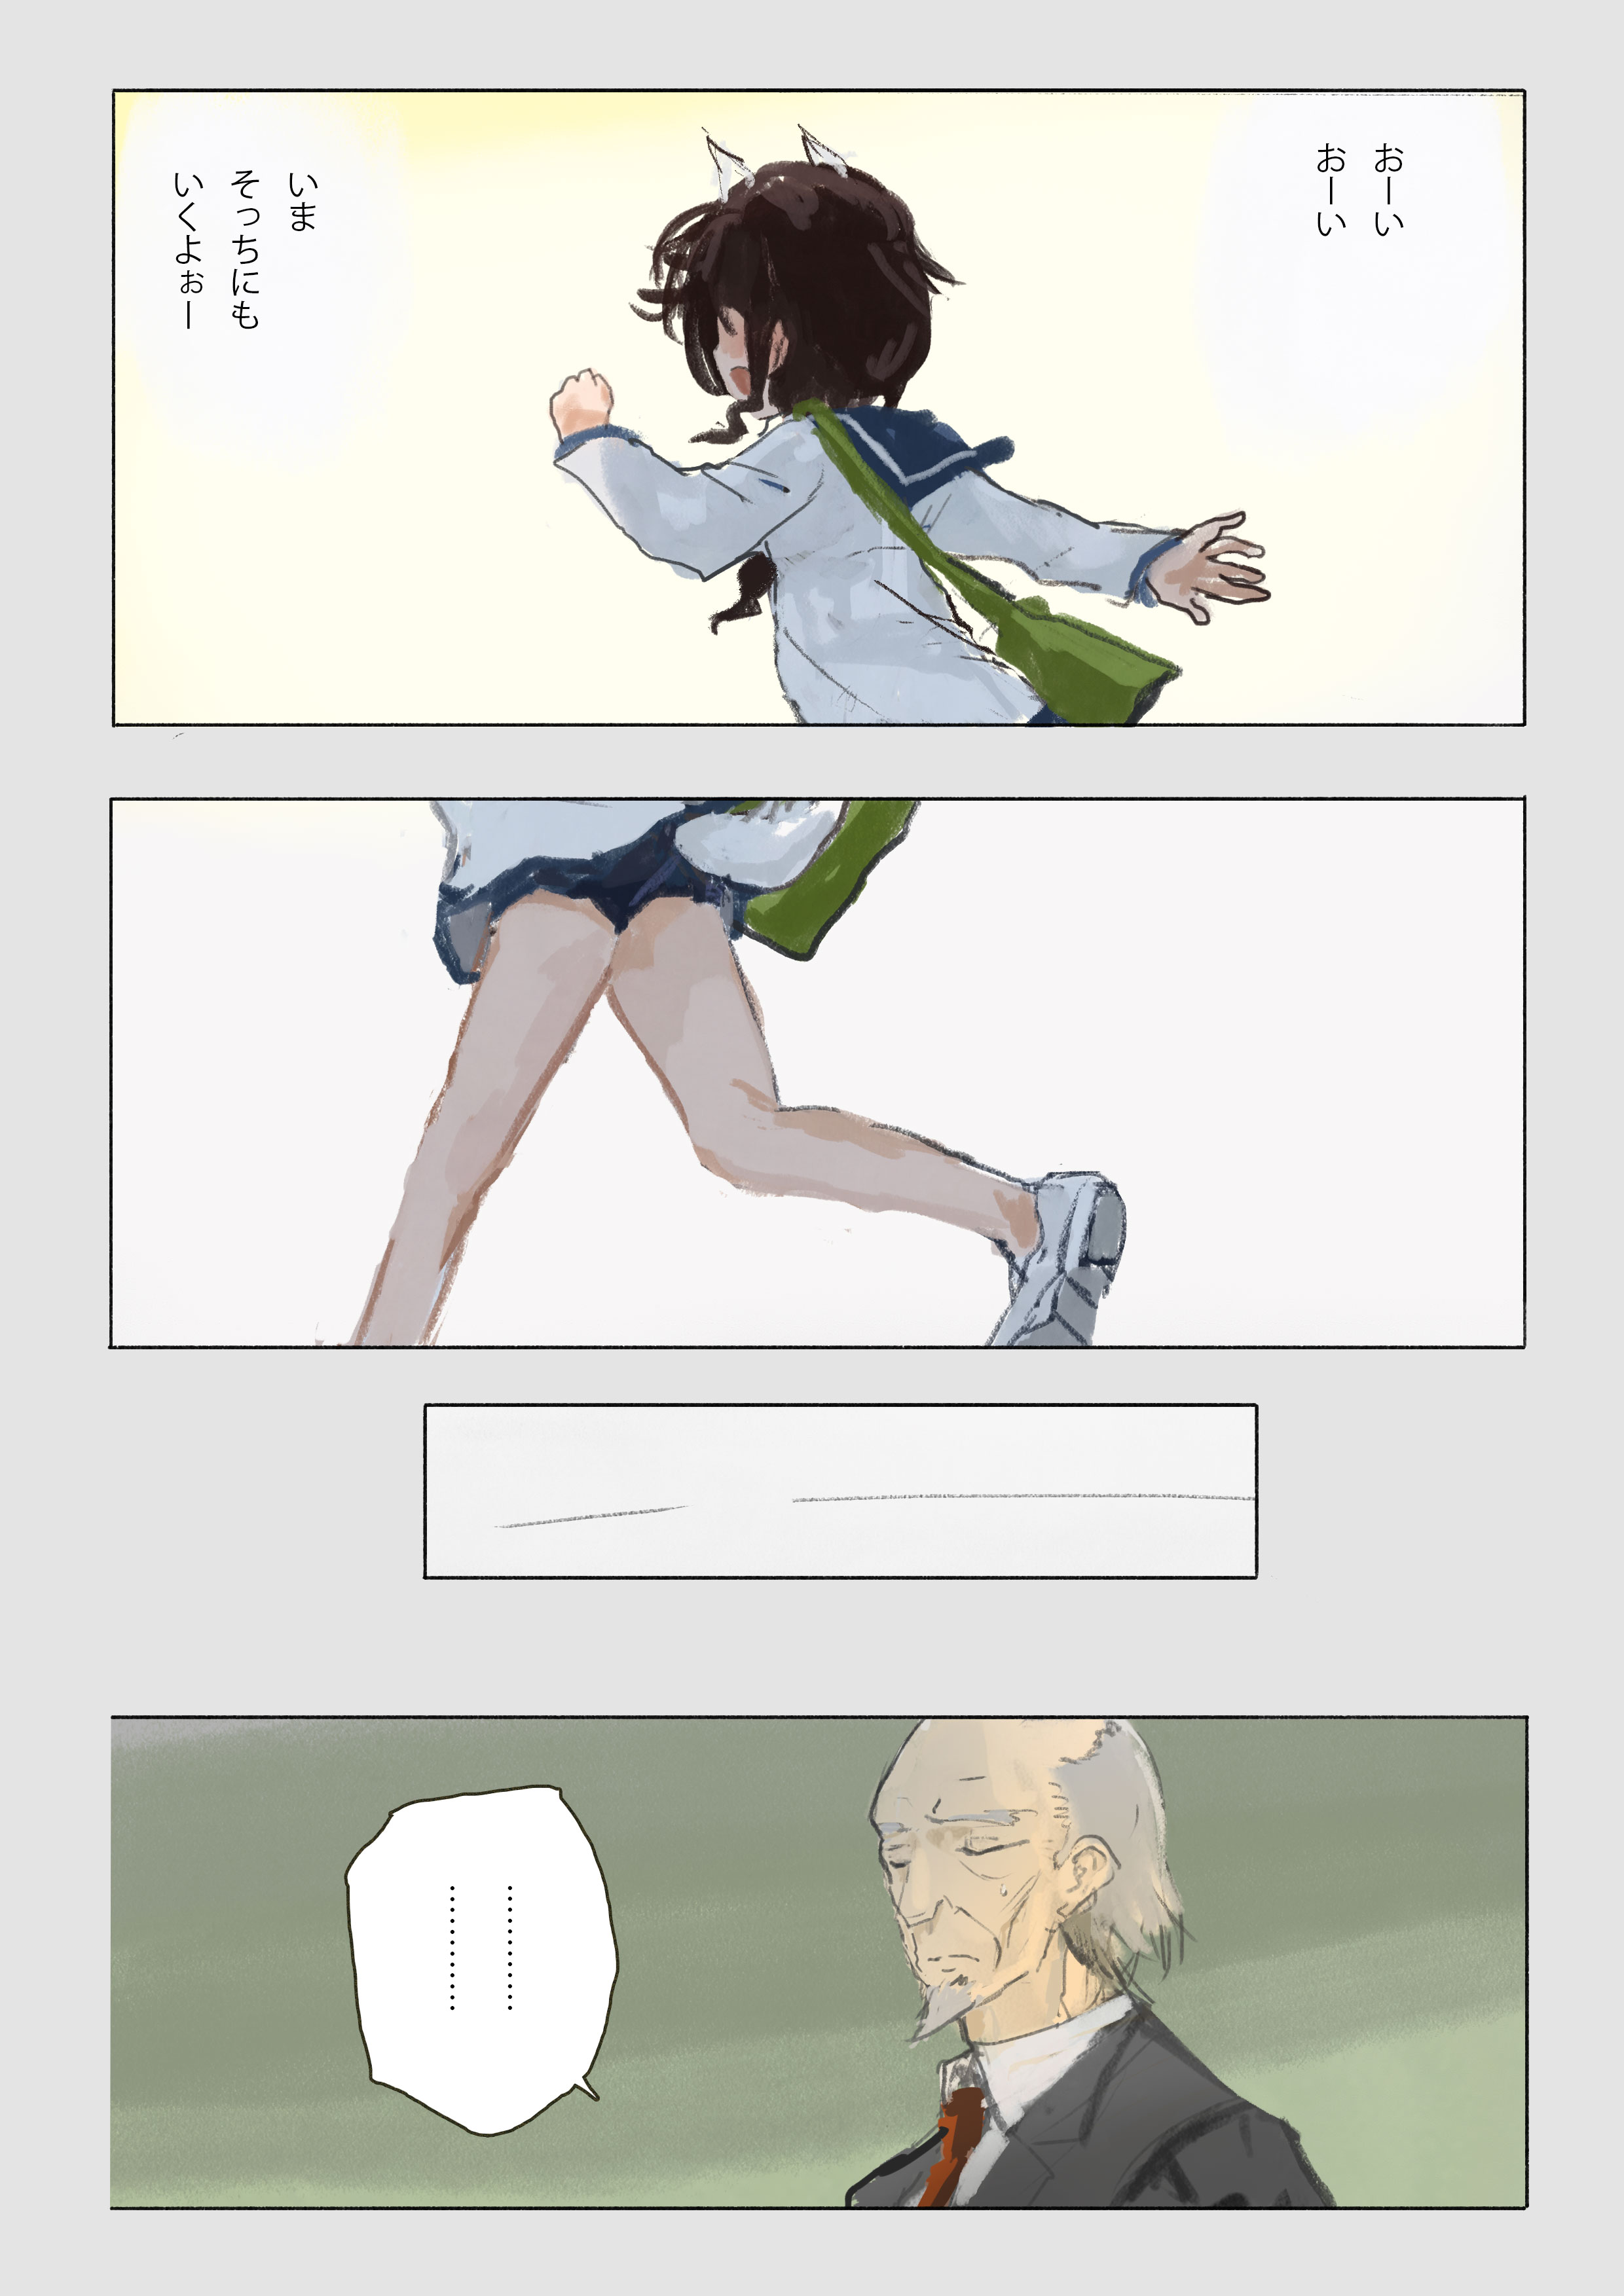 おーい
おーい
いま
そっちにも
いくよぉー
…………
…………